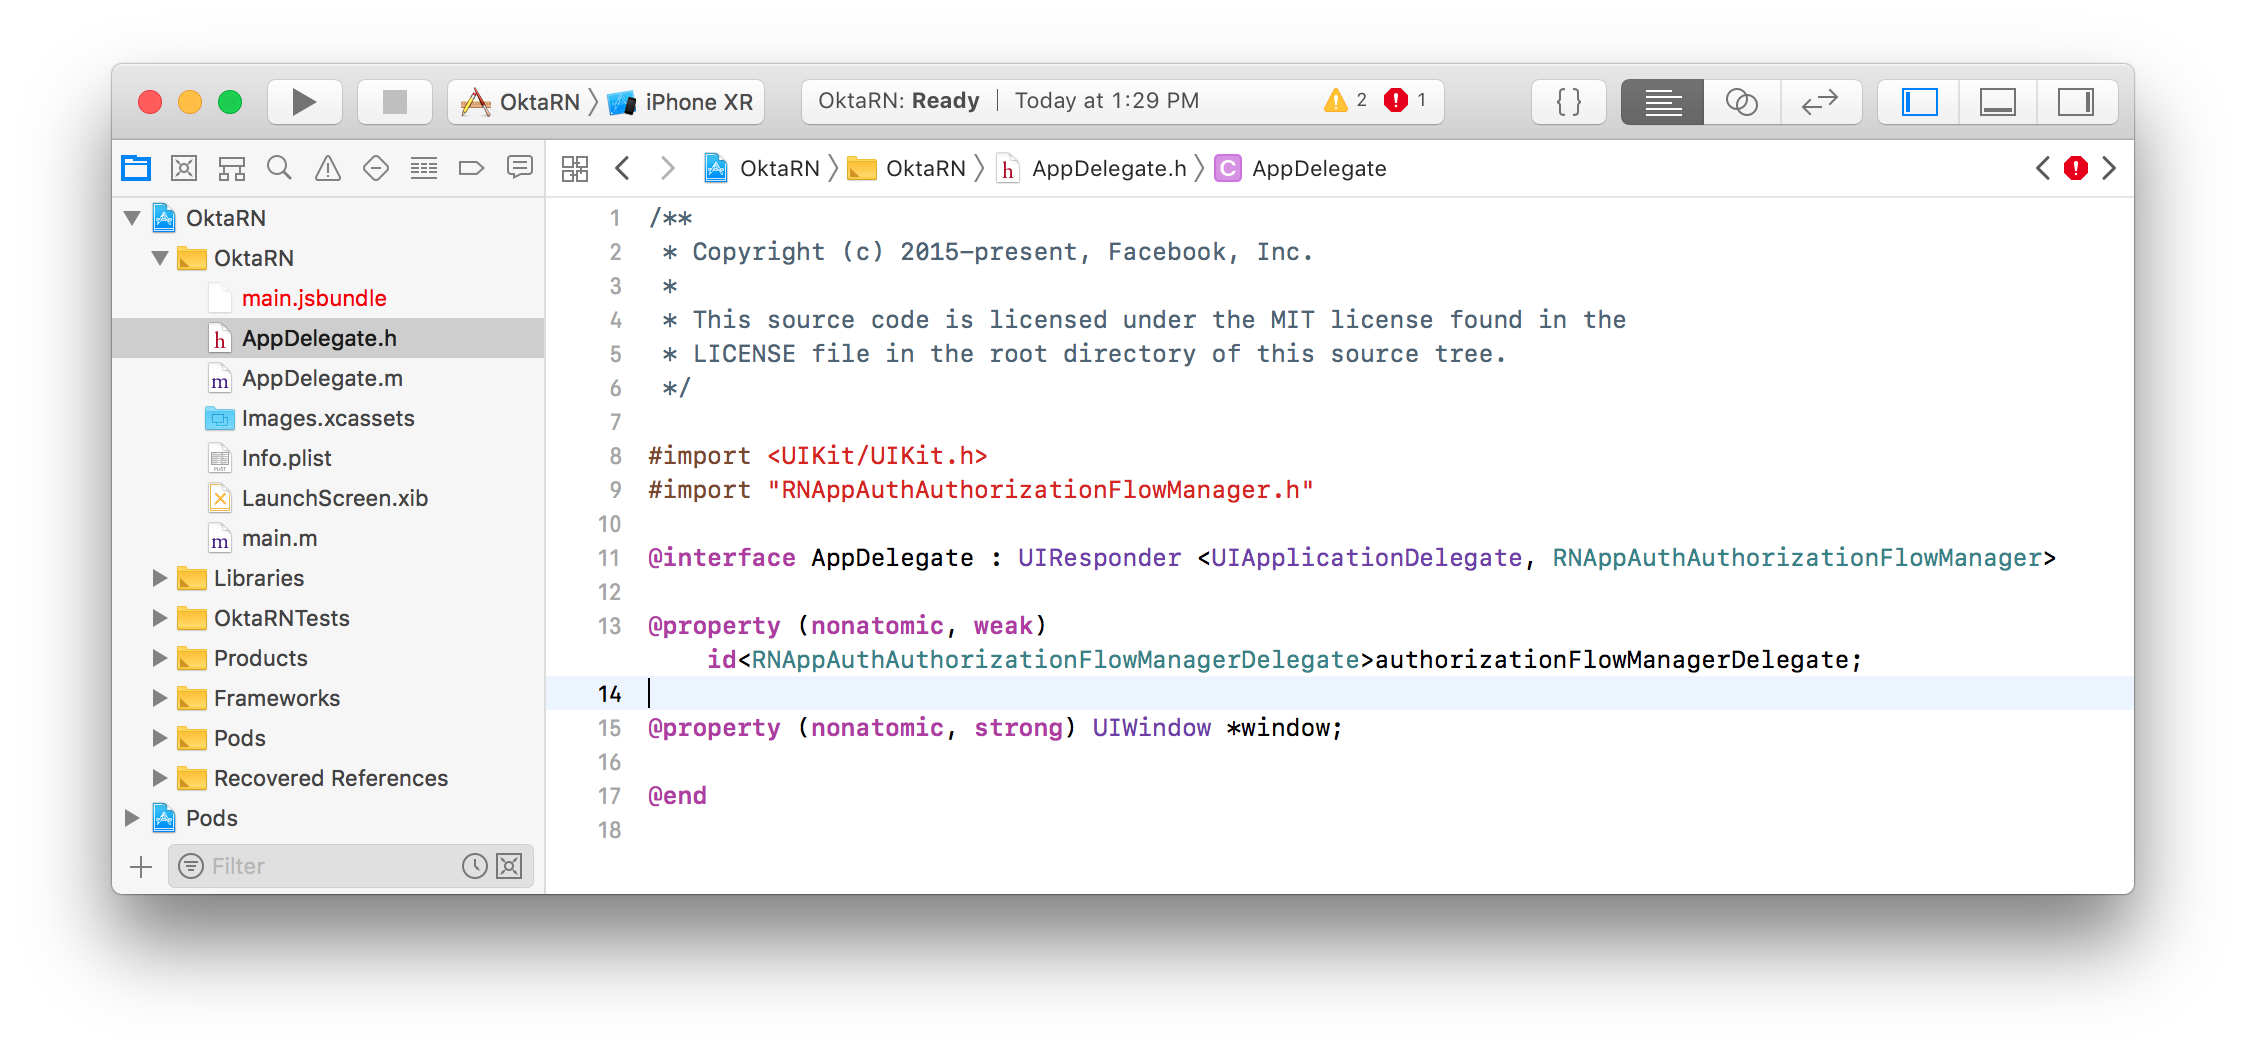 OktaRN
iPhone XR
OktaRN: Ready | Today at 1:29 PM
2
1
{ }
OktaRN
OktaRN
AppDelegate.h
C
AppDelegate
OktaRN
OktaRN
main.jsbundle
h AppDelegate.h
m AppDelegate.m
Images.xcassets
Info.plist
LaunchScreen.xib
m main.m
Libraries
OktaRNTests
Products
Frameworks
Pods
Recovered References
Pods
Filter
1 /**
2  * Copyright (c) 2015-present, Facebook, Inc.
3  *
4  * This source code is licensed under the MIT license found in the
5  * LICENSE file in the root directory of this source tree.
6  */
7
8 #import <UIKit/UIKit.h>
9 #import "RNAppAuthAuthorizationFlowManager.h"
10
11 @interface AppDelegate : UIResponder <UIApplicationDelegate, RNAppAuthAuthorizationFlowManager>
12
13 @property (nonatomic, weak)
id<RNAppAuthAuthorizationFlowManagerDelegate>authorizationFlowManagerDelegate;
14
15 @property (nonatomic, strong) UIWindow *window;
16
17 @end
18